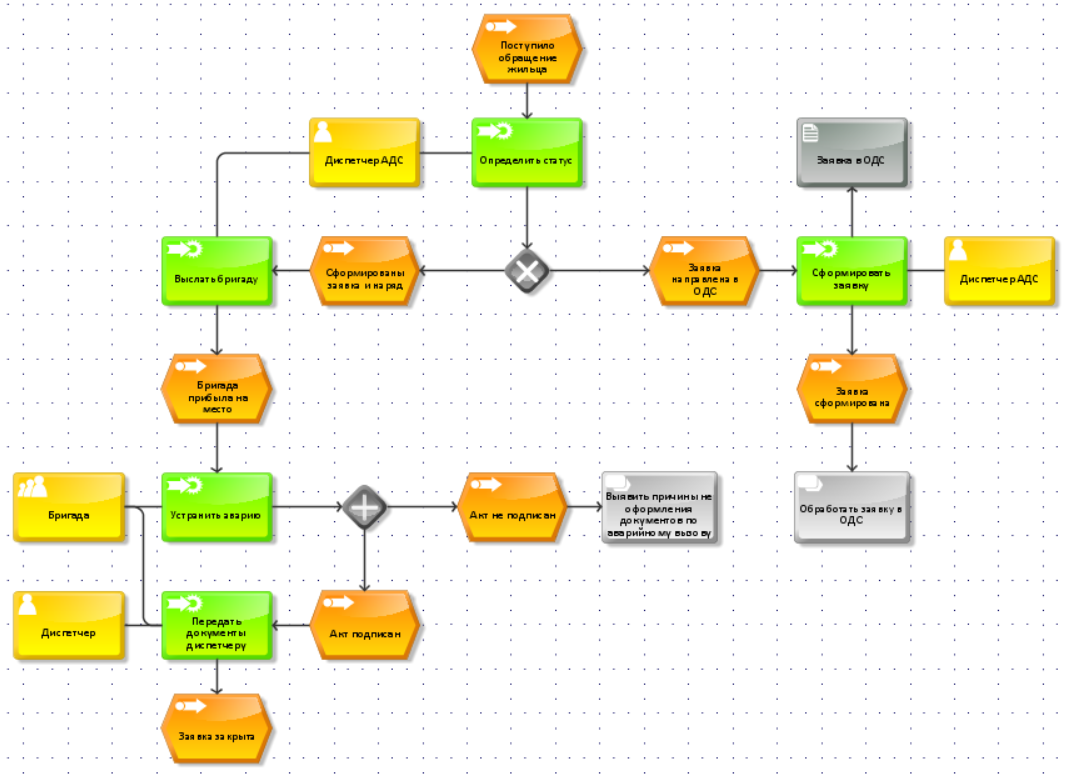 Поступило
обращение
жильца
Диспетчер АДС
Определить статус
Заявка в ОДС
Выслать бригаду
Сформированы
заявка и наряд
Заявка
направлена в
ОДС
Сформировать
заявку
Диспетчер АДС
Бригада
прибыла на
место
Заявка
сформирована
Бригада
Устранить аварию
Акт не подписан
Выявить причины не
оформления
документов по
аварийному вызову
Обработать заявку в
ОДС
Диспетчер
Передать
документы
диспетчеру
Акт подписан
Заявка закрыта